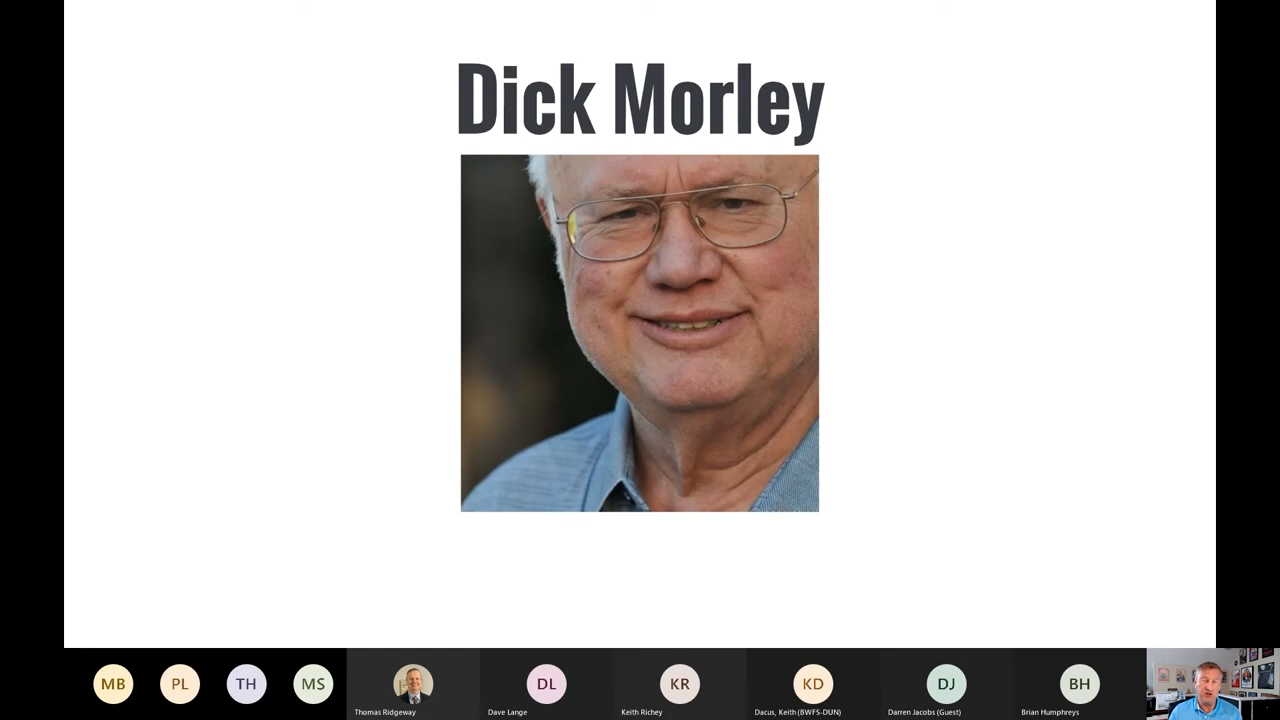 Dick Morley
MB
PL
TH
MS
DL
KR
KD
DJ
BH
Thomas Ridgeway
Dave Lange
Keith Richey
Dacus, Keith (BWFS-DUN)
Darren Jacobs (Guest)
Brian Humphreys